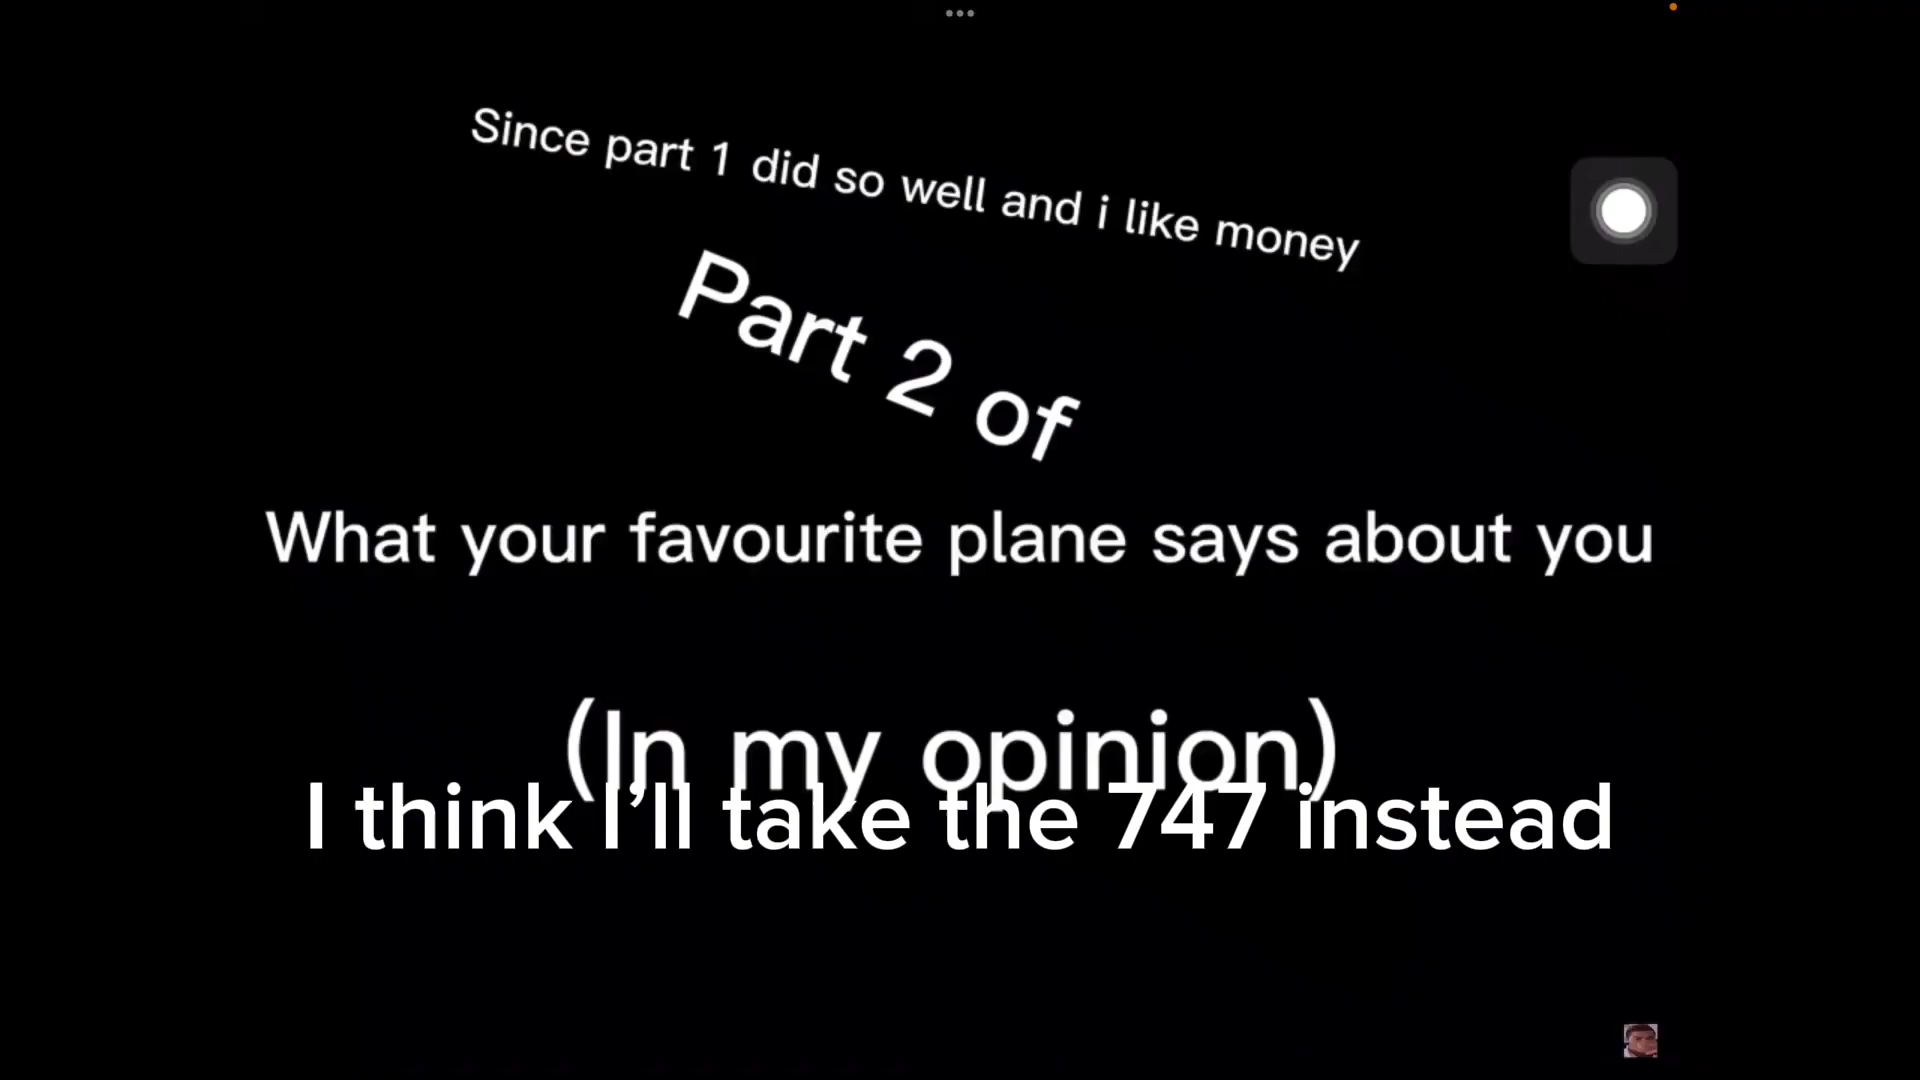 Since part 1 did so well and i like money
Part 2 of
What your favourite plane says about you
(In my opinion)
I think I’ll take the 747 instead